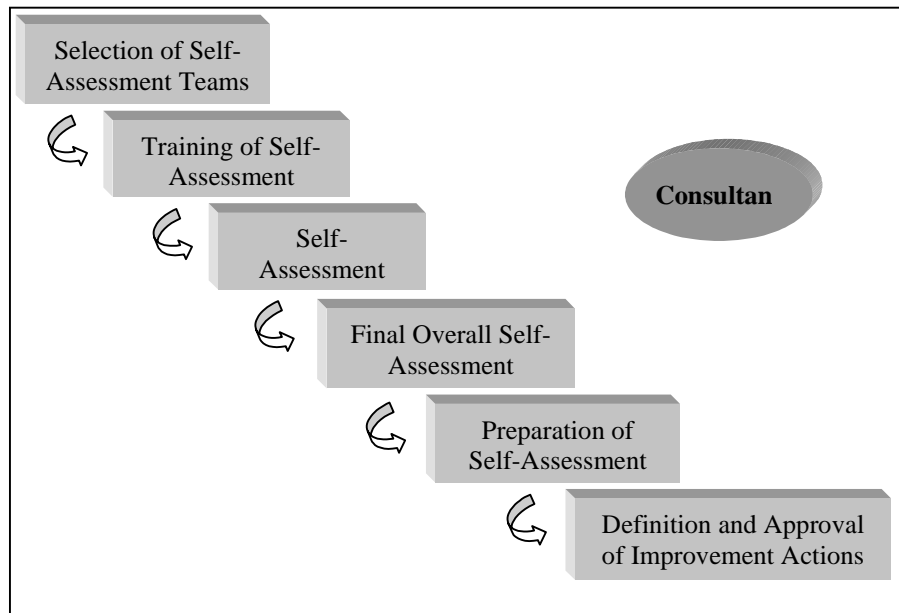 Selection of Self-
Assessment Teams
Training of Self-
Assessment
Self-
Assessment
Consultan
Final Overall Self-
Assessment
Preparation of
Self-Assessment
Definition and Approval
of Improvement Actions